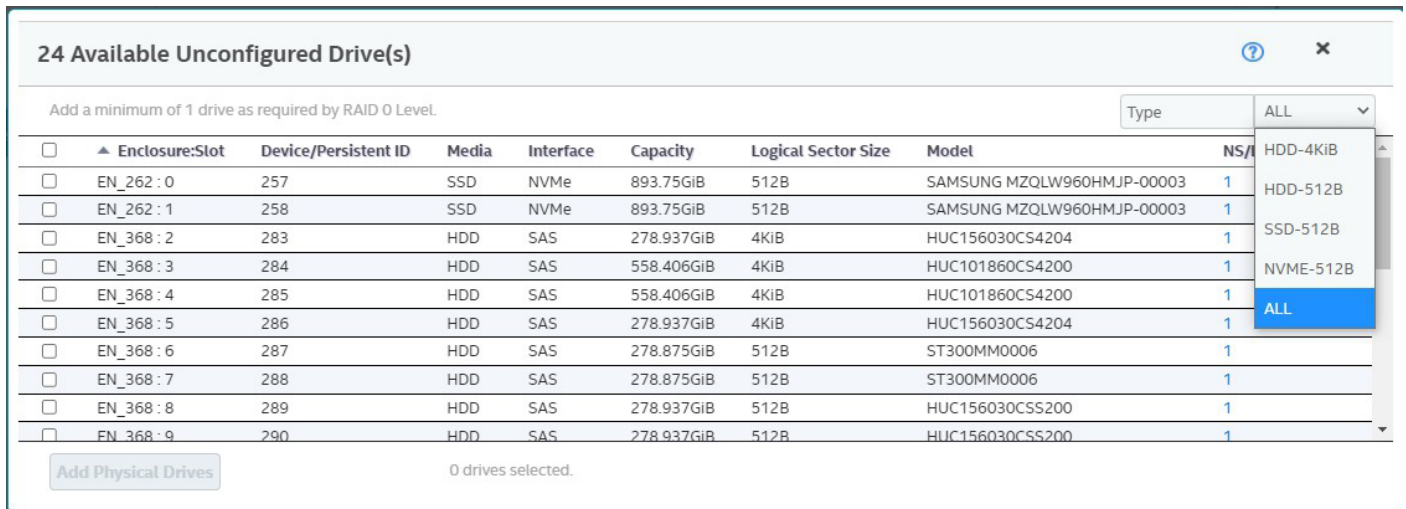 24 Available Unconfigured Drive(s)
Add a minimum of 1 drive as required by RAID 0 Level. Type ALL
Enclosure:Slot Device/Persistent ID Media Interface Capacity Logical Sector Size Model HDD-4KiB
EN_262 : 0 257 SSD NVMe 893.75GiB 512B SAMSUNG MZQLW960HMJP-00003 1 HDD-512B
EN_262 : 1 258 SSD NVMe 893.75GiB 512B SAMSUNG MZQLW960HMJP-00003 1
EN_368 : 2 283 HDD SAS 278.937GiB 4KiB HUC156030CS4204 1 SSD-512B
EN_368 : 3 284 HDD SAS 558.406GiB 4KiB HUC101860CS4200 1 NVME-512B
EN_368 : 4 285 HDD SAS 558.406GiB 4KiB HUC101860CS4200 1 ALL
EN_368 : 5 286 HDD SAS 278.937GiB 4KiB HUC156030CS4204 1
EN_368 : 6 287 HDD SAS 278.875GiB 512B ST300MM0006 1
EN_368 : 7 288 HDD SAS 278.875GiB 512B ST300MM0006 1
EN_368 : 8 289 HDD SAS 278.937GiB 512B HUC156030CSS200 1
EN_368 : 9 290 HDD SAS 278.937GiB 512B HUC156030CSS200 1
Add Physical Drives 0 drives selected.